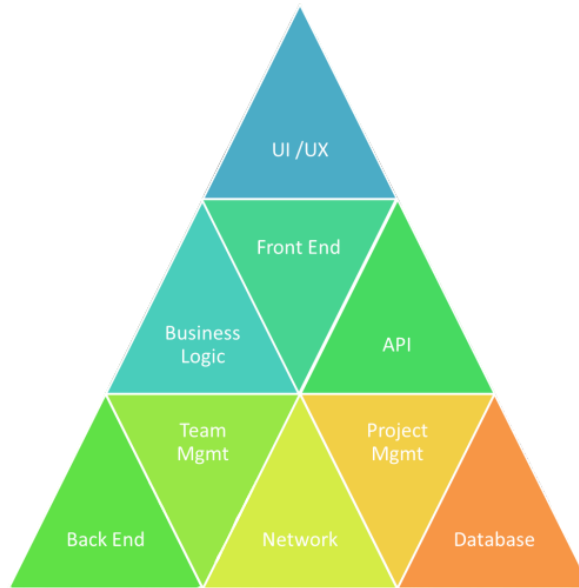 UI /UX
Front End
Business
Logic
API
Team
Mgmt
Project
Mgmt
Back End
Network
Database